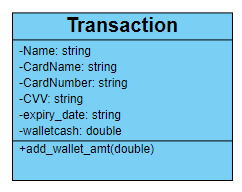 Transaction
-Name: string
-CardName: string
-CardNumber: string
-CVV: string
-expiry_date: string
-walletcash: double
+add_wallet_amt(double)